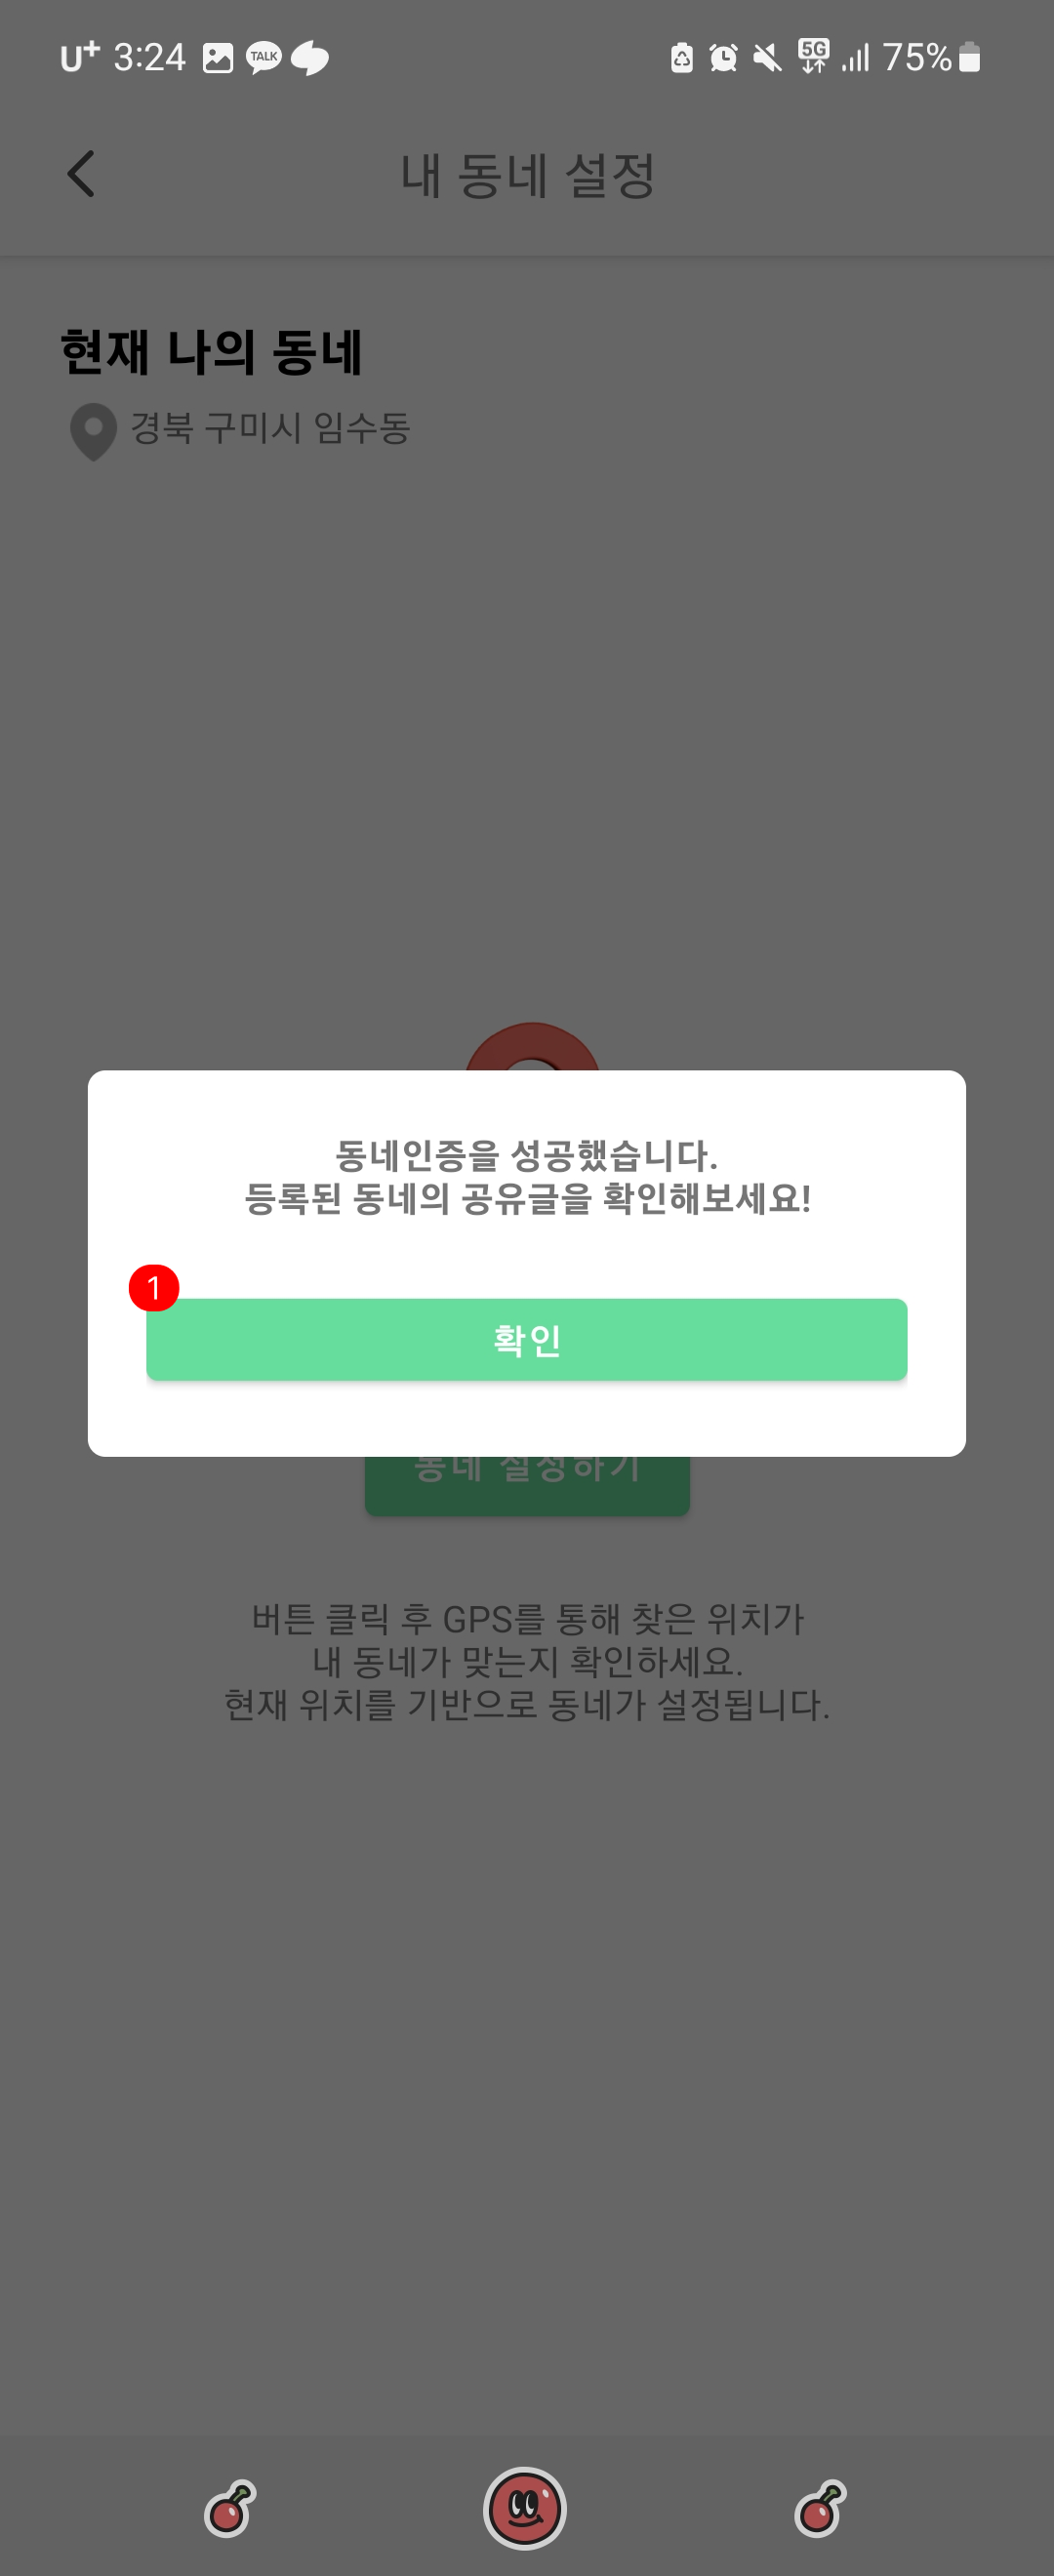 U+ 3:24 TALK 5G 75%
내 동네 설정
현재 나의 동네
경북 구미시 임수동
동네인증을 성공했습니다.
등록된 동네의 공유글을 확인해보세요!
1
확인
동네 설정하기
버튼 클릭 후 GPS를 통해 찾은 위치가
내 동네가 맞는지 확인하세요.
현재 위치를 기반으로 동네가 설정됩니다.